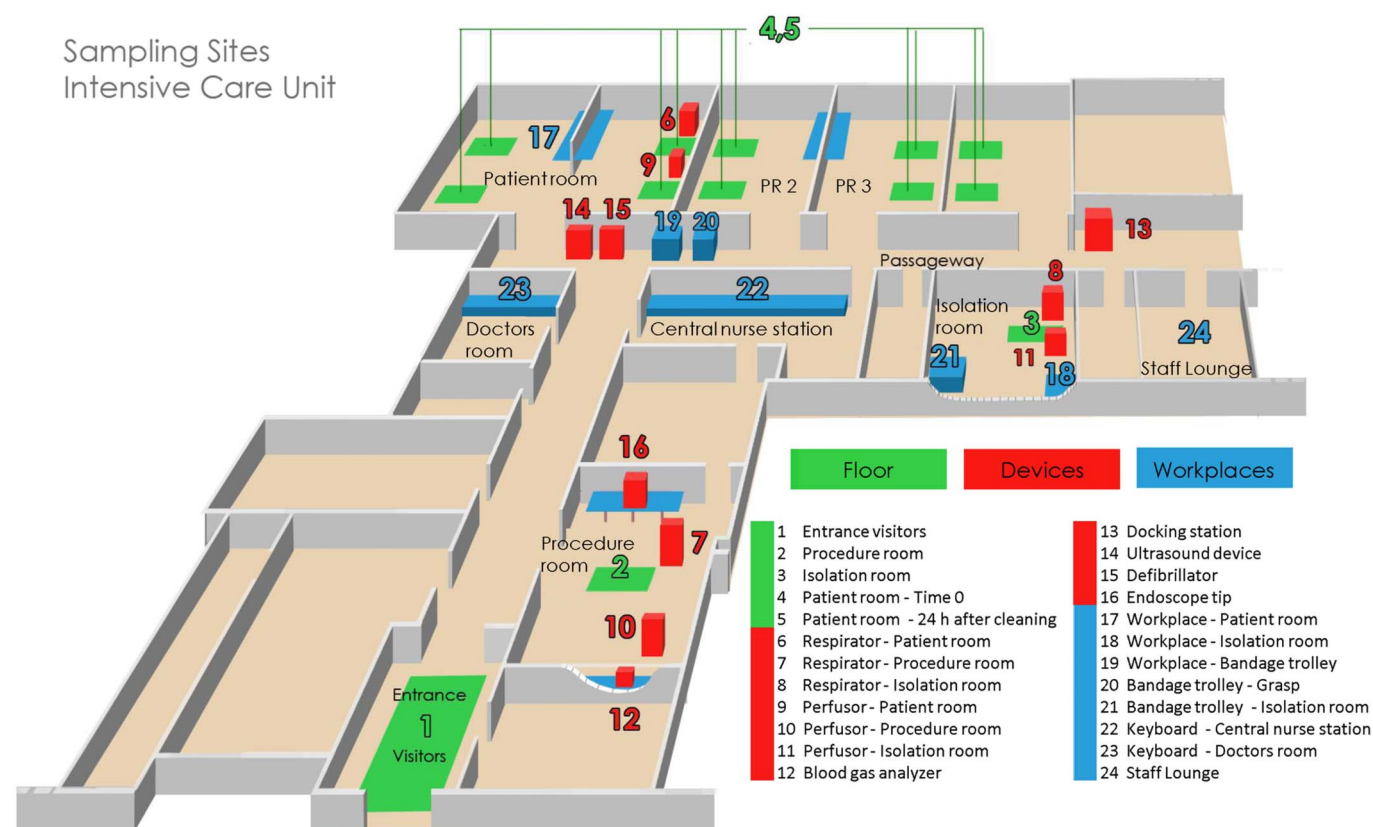 Sampling Sites
Intensive Care Unit
4,5
6
17
9
Patient room
PR 2
PR 3
14
15
19
20
13
Passageway
8
23
22
Isolation
room
3
Doctors
room
Central nurse station
24
11
21
18
Staff Lounge
16
7
Procedure
room
2
10
Entrance
1
Visitors
12
Floor
Devices
Workplaces
1 Entrance visitors
2 Procedure room
3 Isolation room
4 Patient room - Time 0
5 Patient room - 24 h after cleaning
6 Respirator - Patient room
7 Respirator - Procedure room
8 Respirator - Isolation room
9 Perfusor - Patient room
10 Perfusor - Procedure room
11 Perfusor - Isolation room
12 Blood gas analyzer
13 Docking station
14 Ultrasound device
15 Defibrillator
16 Endoscope tip
17 Workplace - Patient room
18 Workplace - Isolation room
19 Workplace - Bandage trolley
20 Bandage trolley - Grasp
21 Bandage trolley - Isolation room
22 Keyboard - Central nurse station
23 Keyboard - Doctors room
24 Staff Lounge